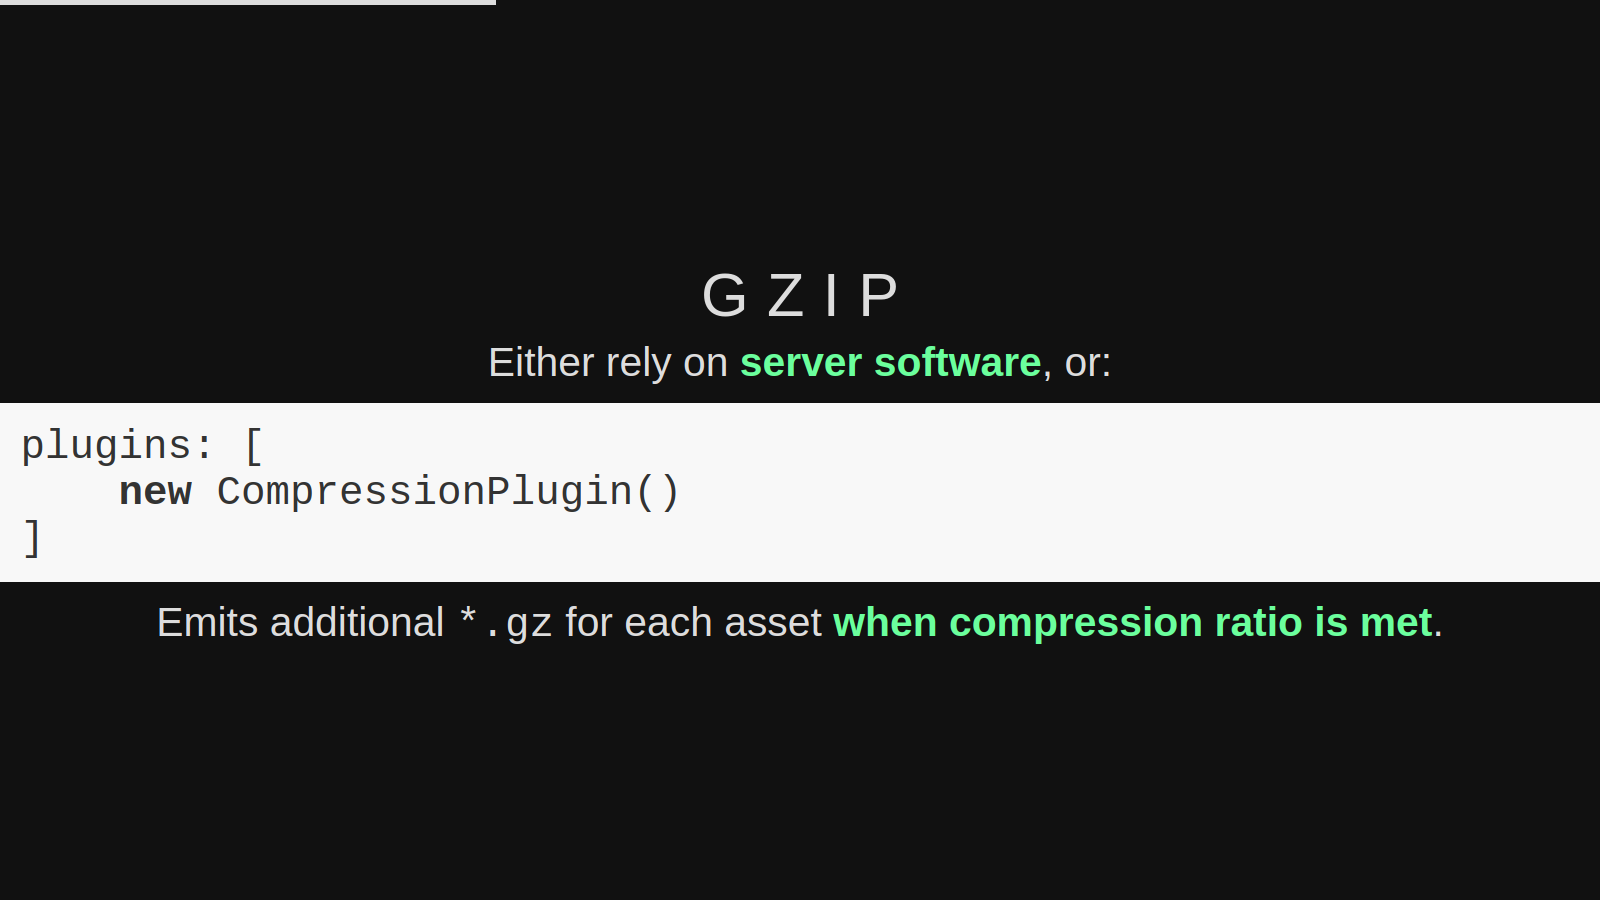 GZIP
Either rely on server software, or:
plugins: [
    new CompressionPlugin()
]
Emits additional *.gz for each asset when compression ratio is met.